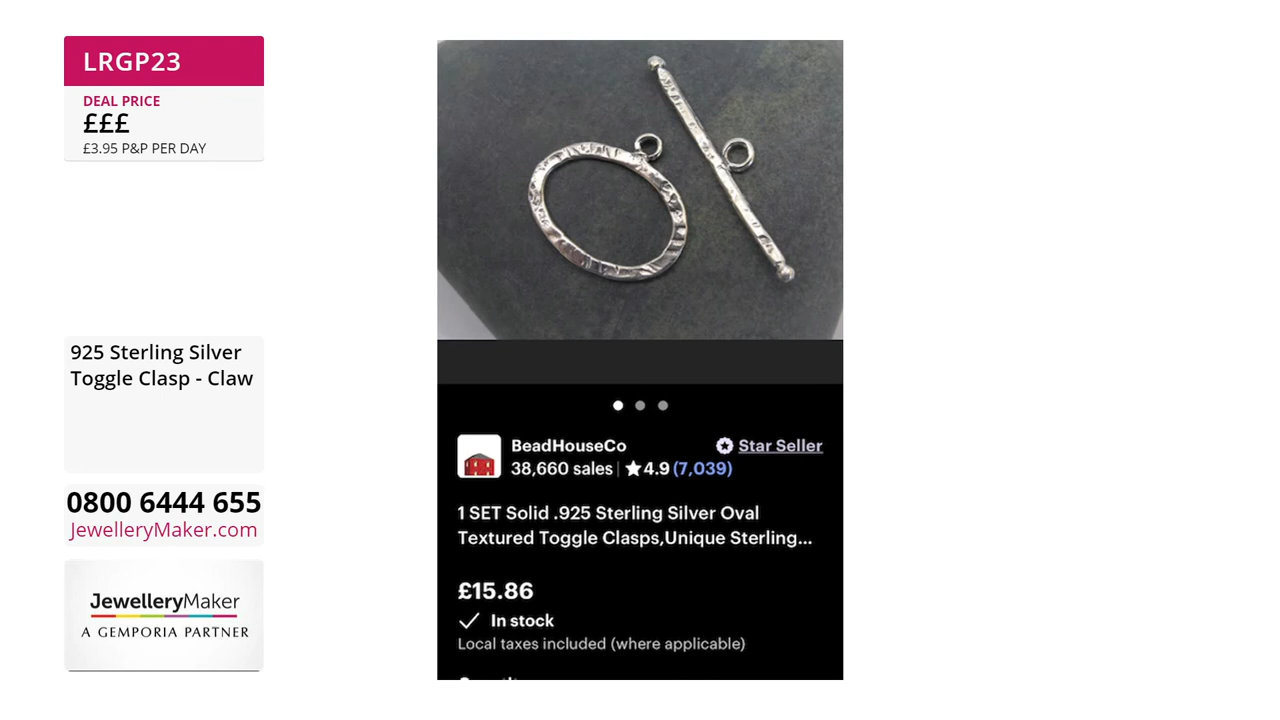 LRGP23
DEAL PRICE
£££
£3.95 P&P PER DAY
925 Sterling Silver
Toggle Clasp - Claw
0800 6444 655
JewelleryMaker.com
JewelleryMaker
A GEMPORIA PARTNER
BeadHouseCo
Star Seller
38,660 sales | ★4.9 (7,039)
1 SET Solid .925 Sterling Silver Oval
Textured Toggle Clasps,Unique Sterling...
£15.86
In stock
Local taxes included (where applicable)